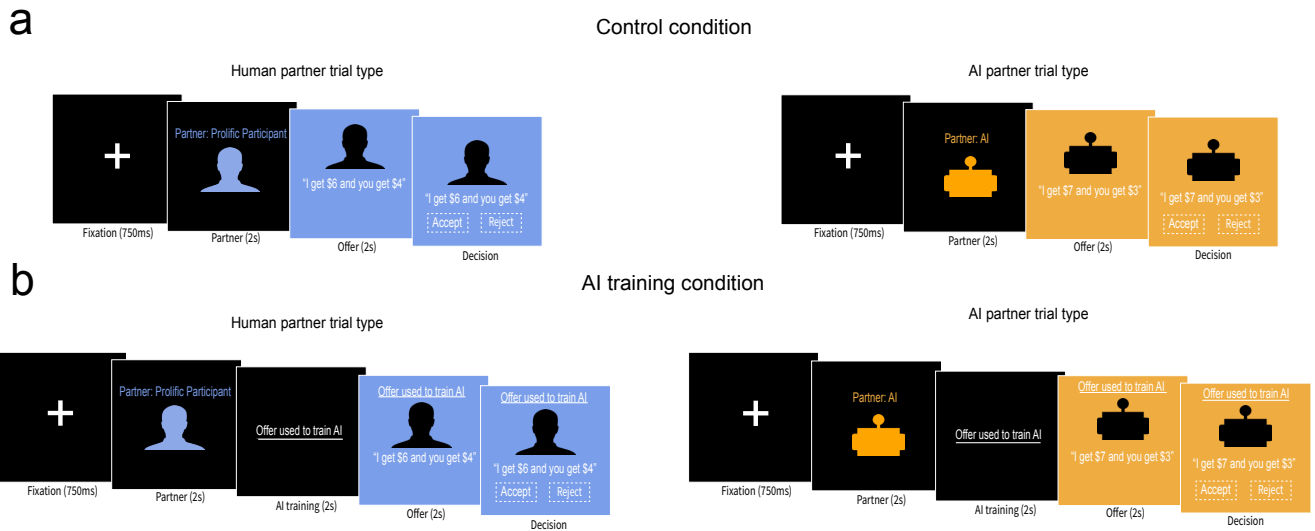 a
Control condition
Human partner trial type
Partner: Prolific Participant
"I get $6 and you get $4"
"I get $6 and you get $4"
Accept Reject
Fixation (750ms)
Partner (2s)
Offer (2s)
Decision
AI partner trial type
Partner: AI
"I get $7 and you get $3"
"I get $7 and you get $3"
Accept Reject
Fixation (750ms)
Partner (2s)
Offer (2s)
Decision
b
AI training condition
Human partner trial type
Partner: Prolific Participant
Offer used to train AI
Offer used to train AI
"I get $6 and you get $4"
Offer used to train AI
"I get $6 and you get $4"
Accept Reject
Fixation (750ms)
Partner (2s)
AI training (2s)
Offer (2s)
Decision
AI partner trial type
Partner: AI
Offer used to train AI
Offer used to train AI
"I get $7 and you get $3"
Offer used to train AI
"I get $7 and you get $3"
Accept Reject
Fixation (750ms)
Partner (2s)
AI training (2s)
Offer (2s)
Decision